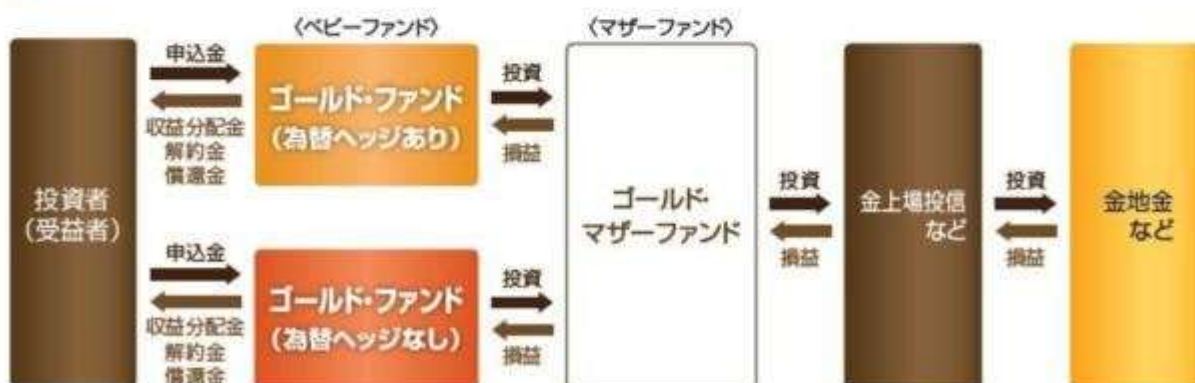 〈ベビーファンド〉
〈マザーファンド〉
投資者
（受益者）
申込金
収益分配金
解約金
償還金
ゴールド・ファンド
（為替ヘッジあり）
投資
損益
申込金
収益分配金
解約金
償還金
ゴールド・ファンド
（為替ヘッジなし）
投資
損益
ゴールド・
マザーファンド
投資
損益
金上場投信
など
投資
損益
金地金
など